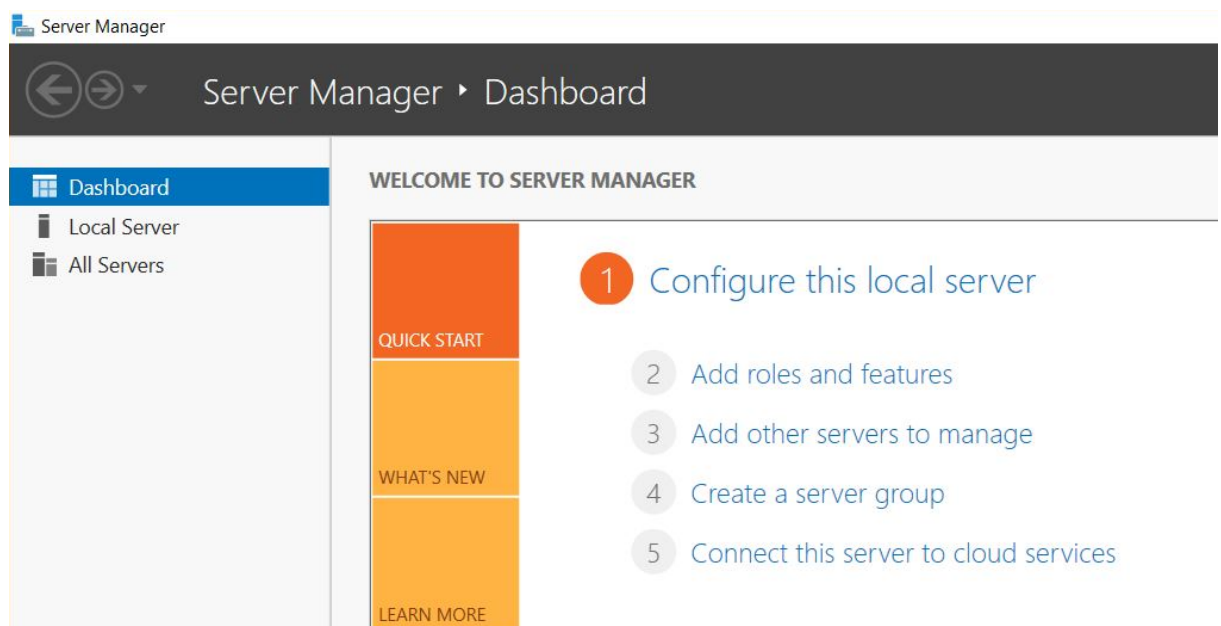 Server Manager
Server Manager ‣ Dashboard
Dashboard
Local Server
All Servers
WELCOME TO SERVER MANAGER
QUICK START
WHAT'S NEW
LEARN MORE
1 Configure this local server
2 Add roles and features
3 Add other servers to manage
4 Create a server group
5 Connect this server to cloud services